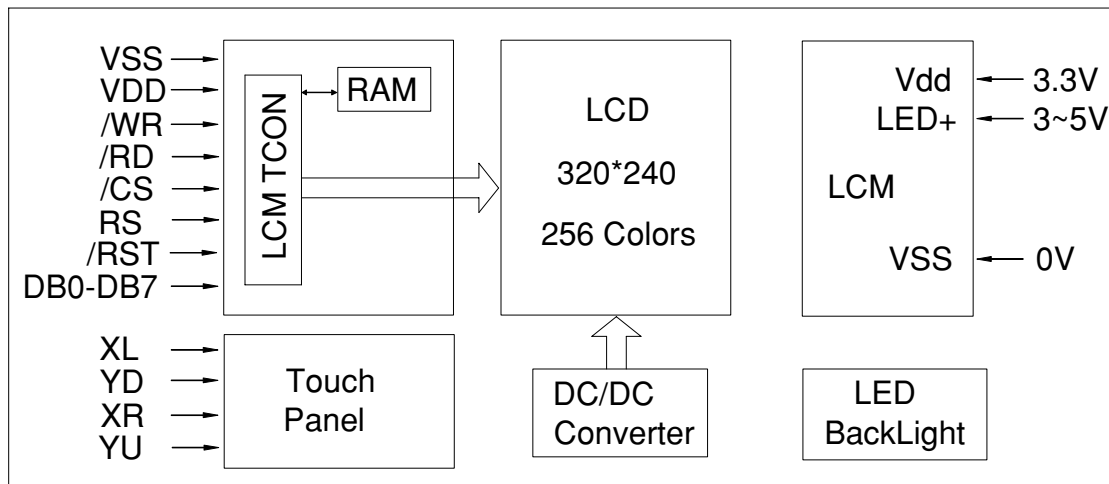 VSS
VDD
/WR
/RD
/CS
RS
/RST
DB0-DB7
LCM TCON
RAM
LCD
320*240
256 Colors
Vdd
3.3V
LED+
3~5V
LCM
VSS
0V
XL
YD
XR
YU
Touch
Panel
DC/DC
Converter
LED
BackLight